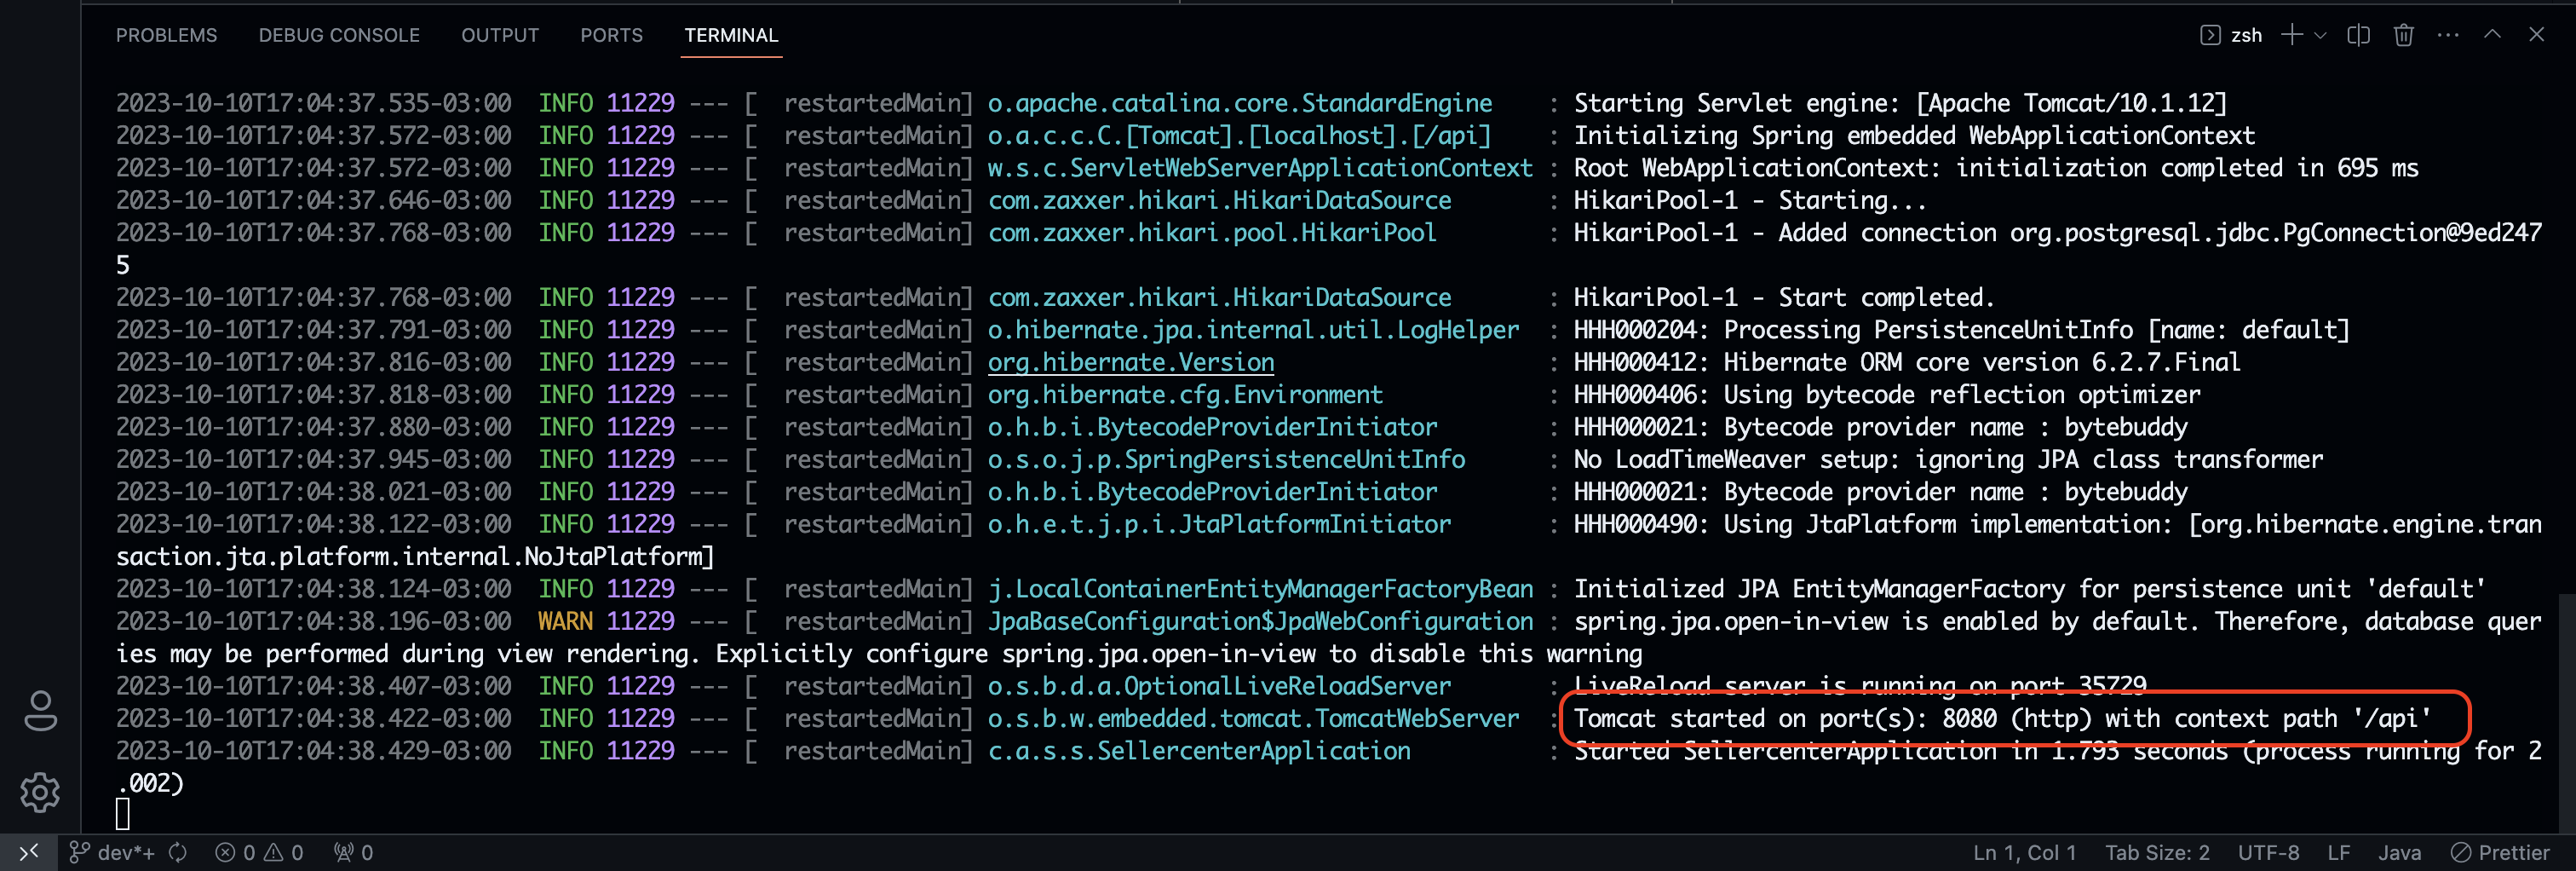 PROBLEMS DEBUG CONSOLE OUTPUT PORTS TERMINAL zsh
2023-10-10T17:04:37.535-03:00  INFO 11229 --- [  restartedMain] o.apache.catalina.core.StandardEngine    : Starting Servlet engine: [Apache Tomcat/10.1.12]
2023-10-10T17:04:37.572-03:00  INFO 11229 --- [  restartedMain] o.a.c.c.C.[Tomcat].[localhost].[/api]    : Initializing Spring embedded WebApplicationContext
2023-10-10T17:04:37.572-03:00  INFO 11229 --- [  restartedMain] w.s.c.ServletWebServerApplicationContext : Root WebApplicationContext: initialization completed in 695 ms
2023-10-10T17:04:37.646-03:00  INFO 11229 --- [  restartedMain] com.zaxxer.hikari.HikariDataSource       : HikariPool-1 - Starting...
2023-10-10T17:04:37.768-03:00  INFO 11229 --- [  restartedMain] com.zaxxer.hikari.pool.HikariPool        : HikariPool-1 - Added connection org.postgresql.jdbc.PgConnection@9ed247
5
2023-10-10T17:04:37.768-03:00  INFO 11229 --- [  restartedMain] com.zaxxer.hikari.HikariDataSource       : HikariPool-1 - Start completed.
2023-10-10T17:04:37.791-03:00  INFO 11229 --- [  restartedMain] o.hibernate.jpa.internal.util.LogHelper  : HHH000204: Processing PersistenceUnitInfo [name: default]
2023-10-10T17:04:37.816-03:00  INFO 11229 --- [  restartedMain] org.hibernate.Version                    : HHH000412: Hibernate ORM core version 6.2.7.Final
2023-10-10T17:04:37.818-03:00  INFO 11229 --- [  restartedMain] org.hibernate.cfg.Environment            : HHH000406: Using bytecode reflection optimizer
2023-10-10T17:04:37.880-03:00  INFO 11229 --- [  restartedMain] o.h.b.i.BytecodeProviderInitiator        : HHH000021: Bytecode provider name : bytebuddy
2023-10-10T17:04:37.945-03:00  INFO 11229 --- [  restartedMain] o.s.o.j.p.SpringPersistenceUnitInfo      : No LoadTimeWeaver setup: ignoring JPA class transformer
2023-10-10T17:04:38.021-03:00  INFO 11229 --- [  restartedMain] o.h.b.i.BytecodeProviderInitiator        : HHH000021: Bytecode provider name : bytebuddy
2023-10-10T17:04:38.122-03:00  INFO 11229 --- [  restartedMain] o.h.e.t.j.p.i.JtaPlatformInitiator       : HHH000490: Using JtaPlatform implementation: [org.hibernate.engine.tran
saction.jta.platform.internal.NoJtaPlatform]
2023-10-10T17:04:38.124-03:00  INFO 11229 --- [  restartedMain] j.LocalContainerEntityManagerFactoryBean : Initialized JPA EntityManagerFactory for persistence unit 'default'
2023-10-10T17:04:38.196-03:00  WARN 11229 --- [  restartedMain] JpaBaseConfiguration$JpaWebConfiguration : spring.jpa.open-in-view is enabled by default. Therefore, database quer
ies may be performed during view rendering. Explicitly configure spring.jpa.open-in-view to disable this warning
2023-10-10T17:04:38.407-03:00  INFO 11229 --- [  restartedMain] o.s.b.d.a.OptionalLiveReloadServer       : LiveReload server is running on port 35729
2023-10-10T17:04:38.422-03:00  INFO 11229 --- [  restartedMain] o.s.b.w.embedded.tomcat.TomcatWebServer  : Tomcat started on port(s): 8080 (http) with context path '/api'
2023-10-10T17:04:38.429-03:00  INFO 11229 --- [  restartedMain] c.a.s.s.SellercenterApplication          : Started SellercenterApplication in 1.793 seconds (process running for 2
.002)
dev*+ 0 0 0 Ln 1, Col 1 Tab Size: 2 UTF-8 LF Java Prettier